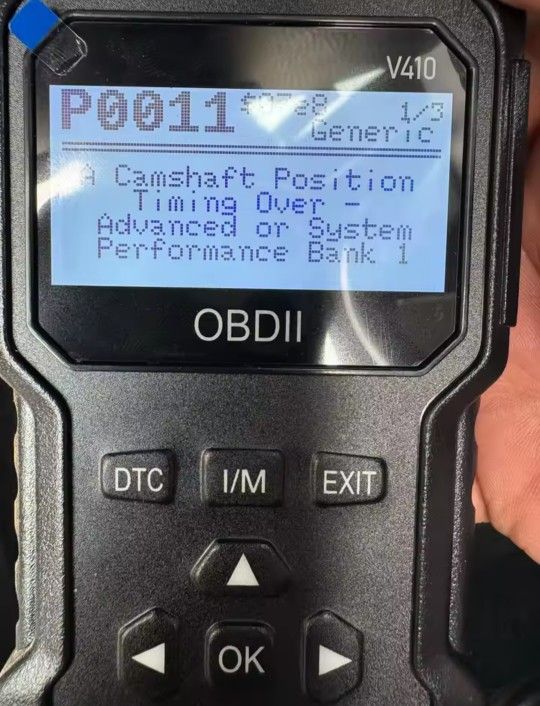 V410
P0011 1/3
Generic
A Camshaft Position
Timing Over -
Advanced or System
Performance Bank 1
OBDII
DTC I/M EXIT
OK